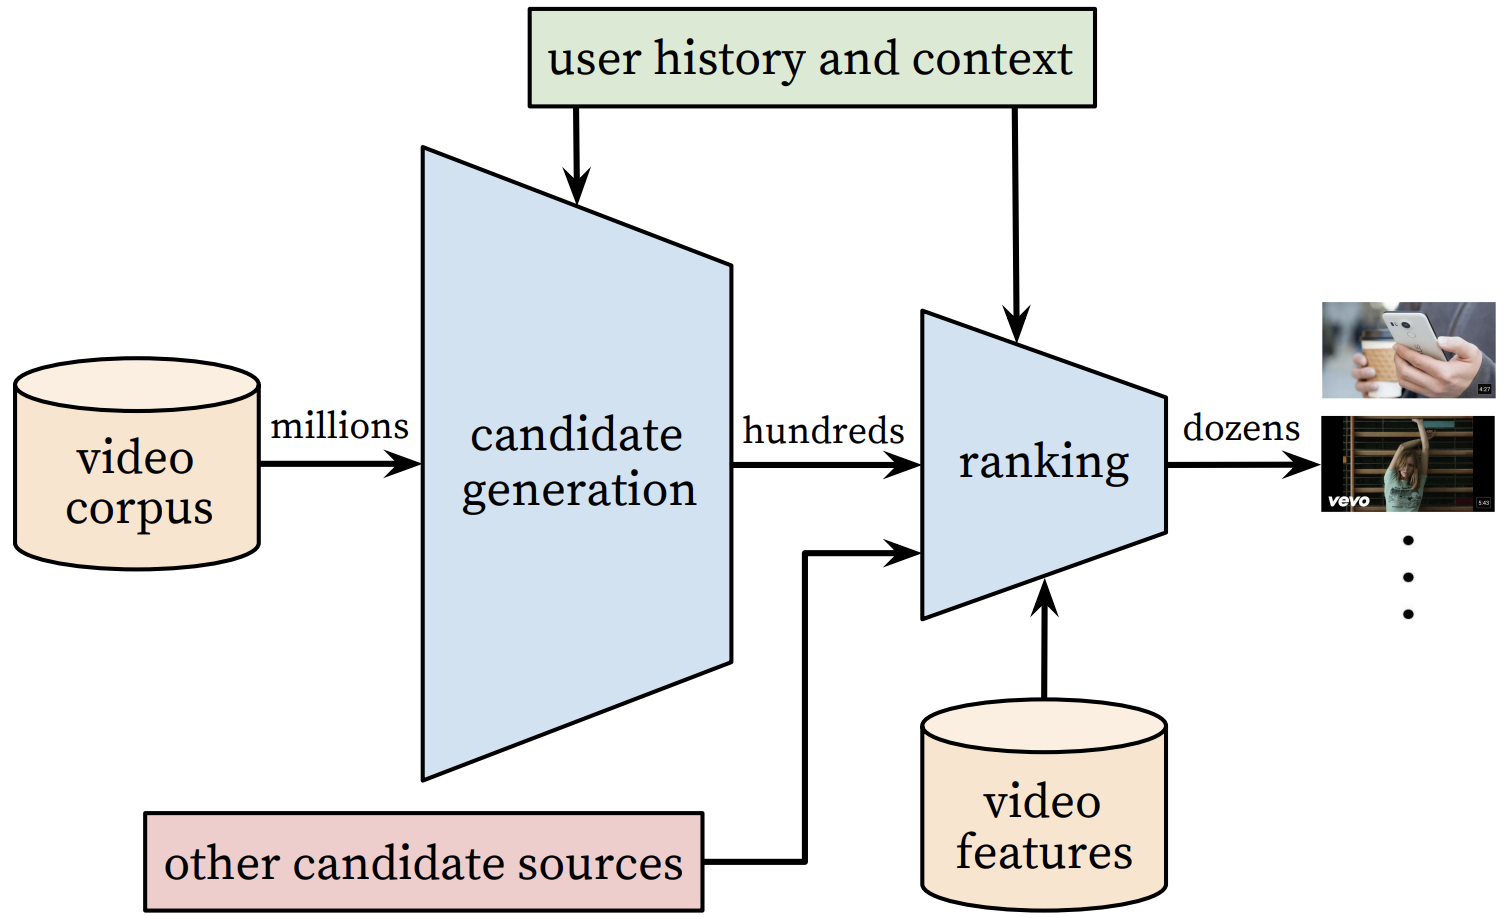 user history and context
millions
video
corpus
candidate
generation
hundreds
ranking
dozens
4:27
vevo
5:43
other candidate sources
video
features